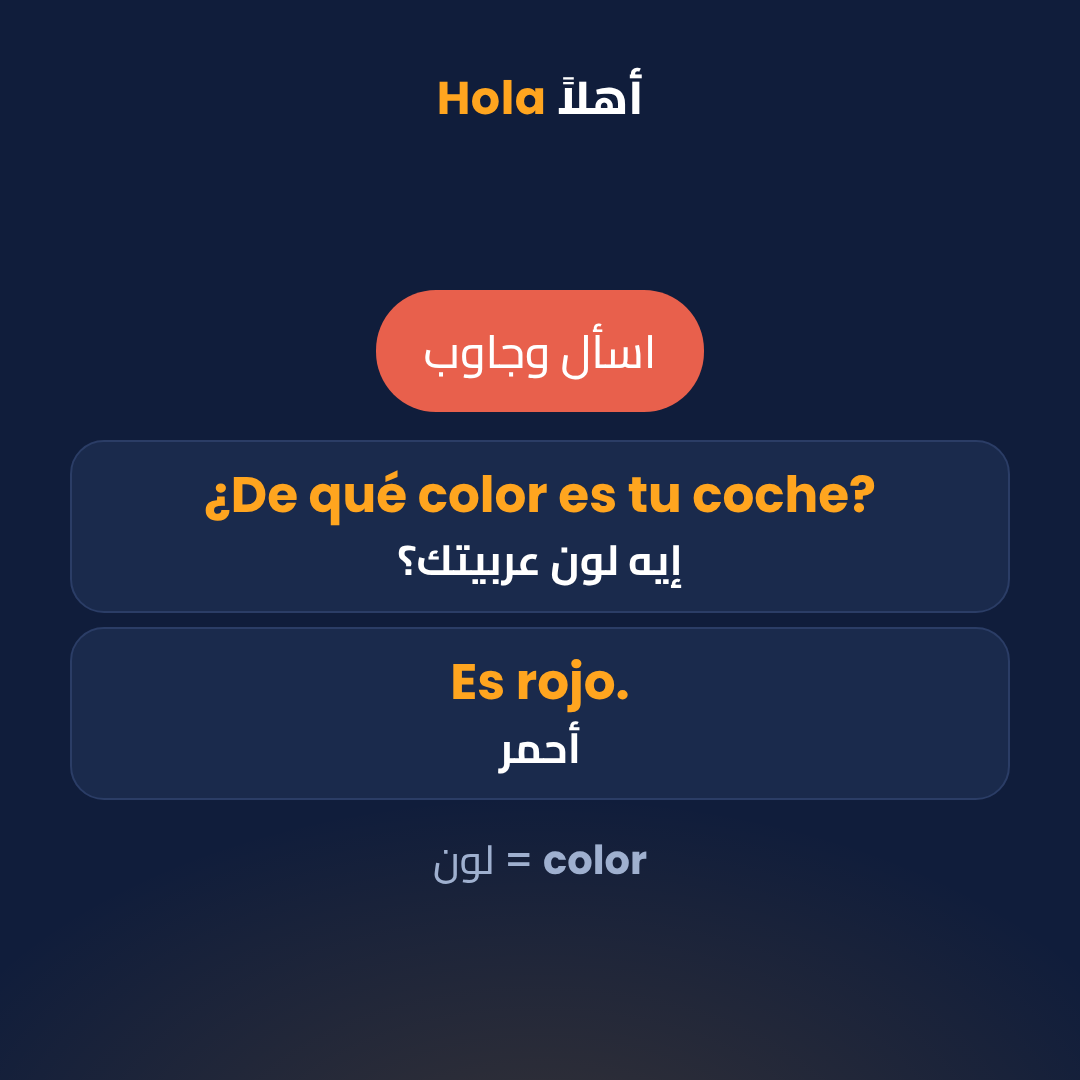 Hola أهلاً
اسأل وجاوب
¿De qué color es tu coche?
إيه لون عربيتك؟
Es rojo.
أحمر
color = لون